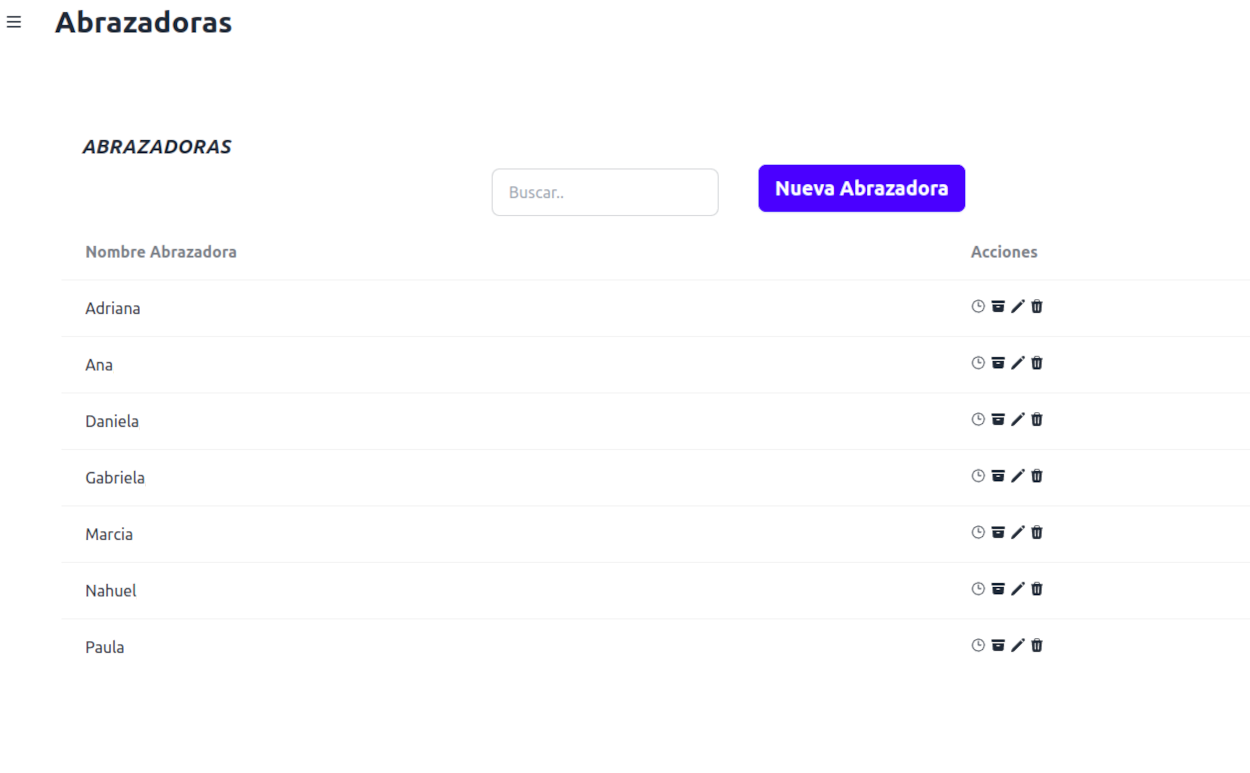 Abrazadoras
ABRAZADORAS
Buscar..
Nueva Abrazadora
Nombre Abrazadora Acciones
Adriana
Ana
Daniela
Gabriela
Marcia
Nahuel
Paula